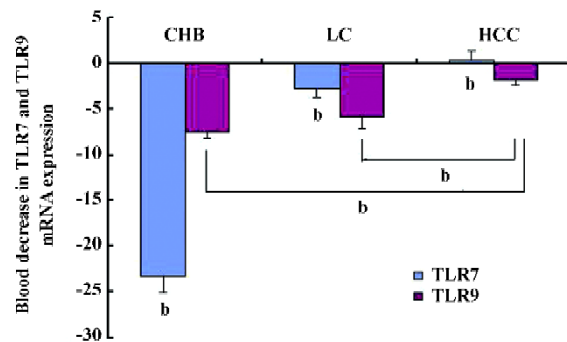 Blood decrease in TLR7 and TLR9
mRNA expression
5
0
-5
-10
-15
-20
-25
-30
CHB
LC
HCC
b
b
b
b
b
TLR7
TLR9